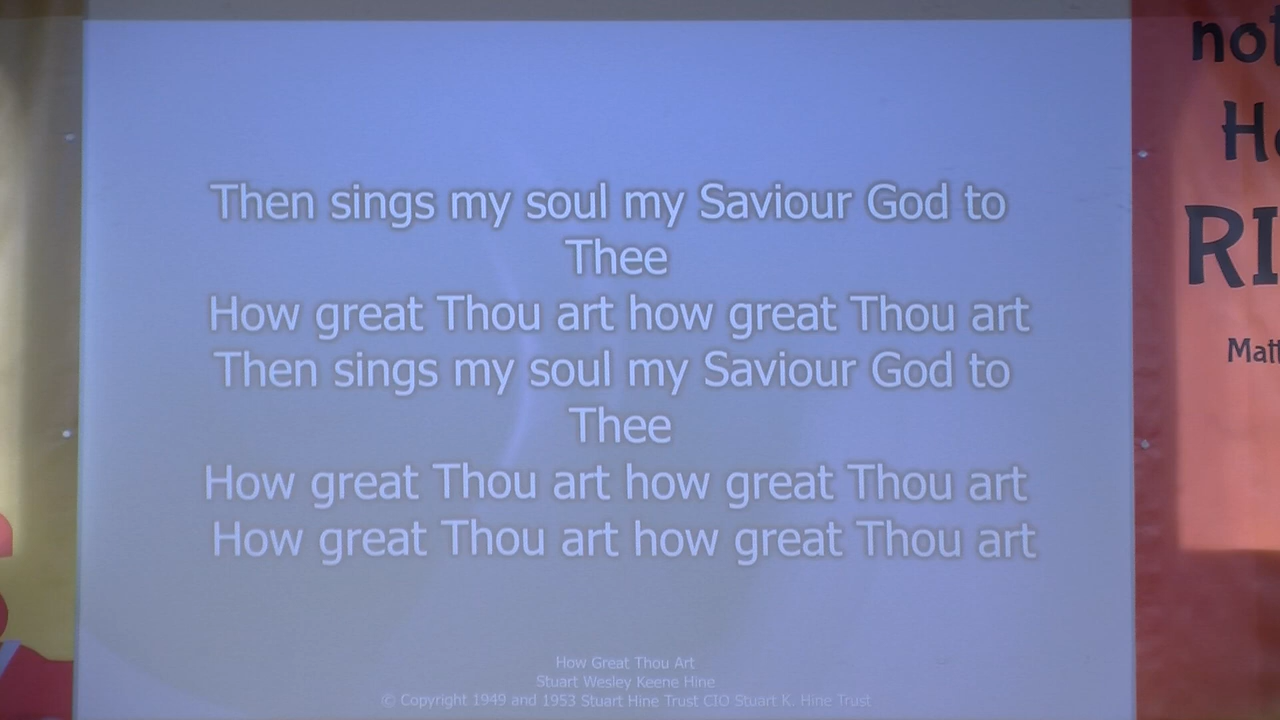 Then sings my soul my Saviour God to
Thee
How great Thou art how great Thou art
Then sings my soul my Saviour God to
Thee
How great Thou art how great Thou art
How great Thou art how great Thou art
How Great Thou Art
Stuart Wesley Keene Hine
© Copyright 1949 and 1953 Stuart Hine Trust CIO Stuart K. Hine Trust